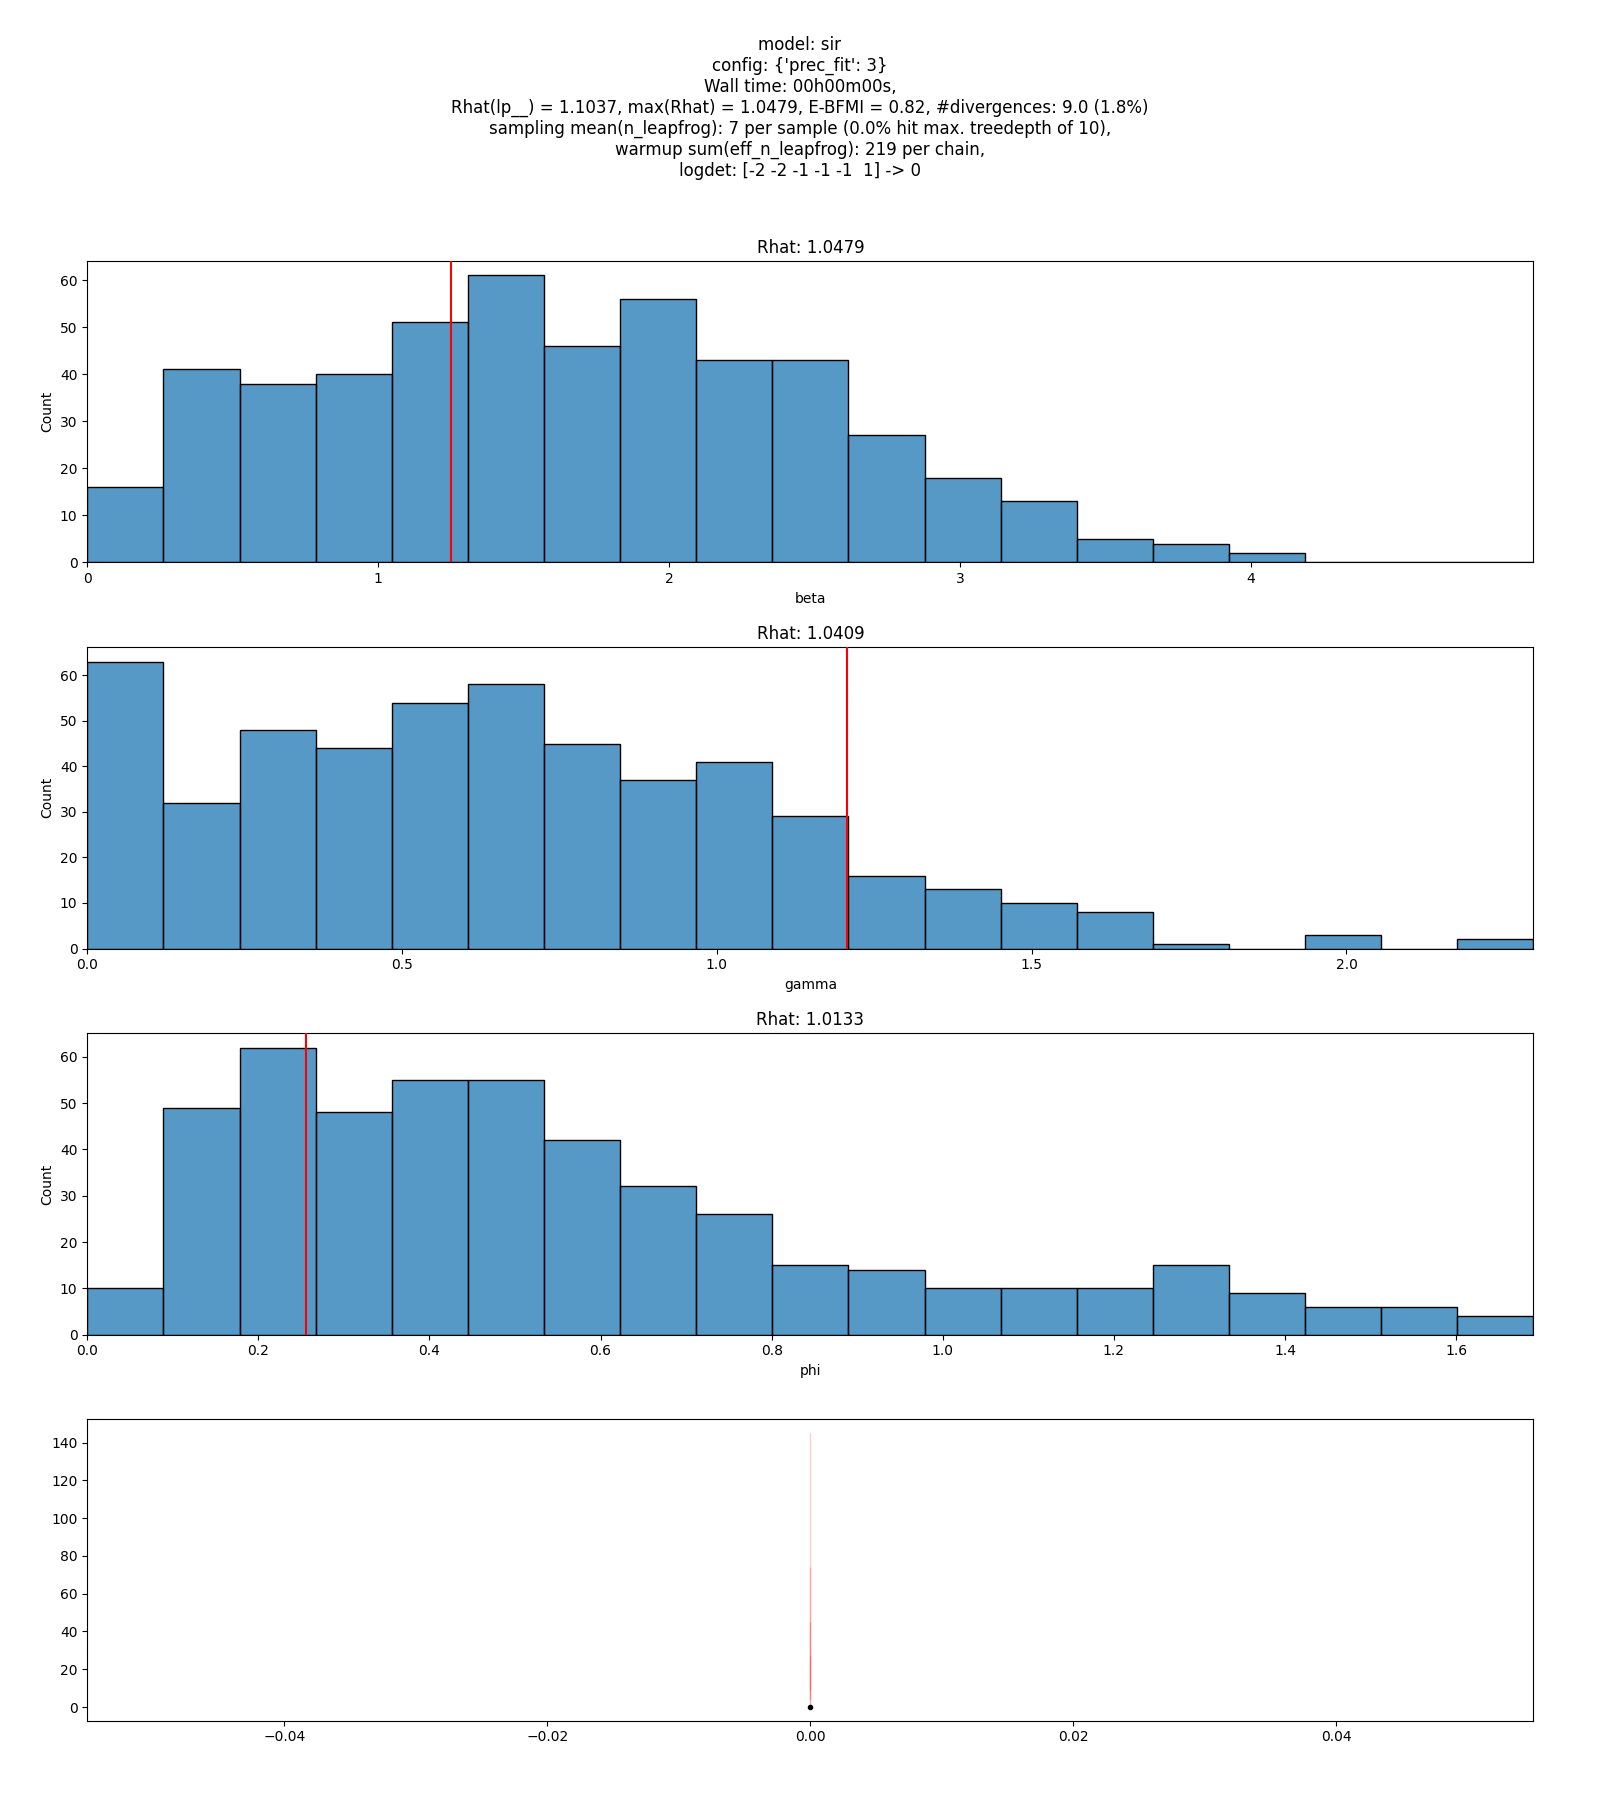 model: sir
config: {'prec_fit': 3}
Wall time: 00h00m00s,
Rhat(lp__) = 1.1037, max(Rhat) = 1.0479, E-BFMI = 0.82, #divergences: 9.0 (1.8%)
sampling mean(n_leapfrog): 7 per sample (0.0% hit max. treedepth of 10),
warmup sum(eff_n_leapfrog): 219 per chain,
logdet: [-2 -2 -1 -1 -1  1] -> 0
Rhat: 1.0479
60
50
40
30
20
10
0
Count
0 1 2 3 4
beta
Rhat: 1.0409
60
50
40
30
20
10
0
Count
0.0 0.5 1.0 1.5 2.0
gamma
Rhat: 1.0133
60
50
40
30
20
10
0
Count
0.0 0.2 0.4 0.6 0.8 1.0 1.2 1.4 1.6
phi
140
120
100
80
60
40
20
0
−0.04 −0.02 0.00 0.02 0.04